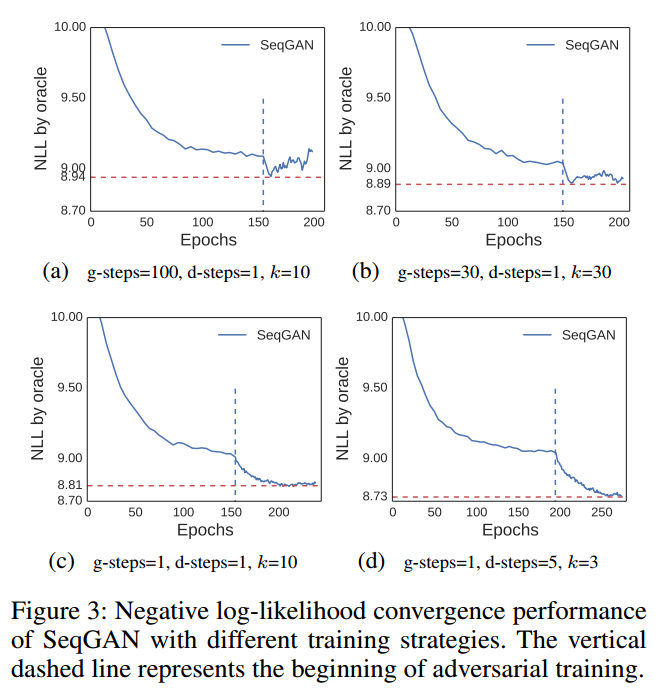 10.00
9.50
9.00
8.94
8.70
NLL by oracle
SeqGAN
0 50 100 150 200
Epochs
(a) g-steps=100, d-steps=1, k=10
10.00
9.50
9.00
8.89
8.70
NLL by oracle
SeqGAN
0 50 100 150 200
Epochs
(b) g-steps=30, d-steps=1, k=30
10.00
9.50
9.00
8.81
8.70
NLL by oracle
SeqGAN
0 50 100 150 200
Epochs
(c) g-steps=1, d-steps=1, k=10
10.00
9.50
9.00
8.73
NLL by oracle
SeqGAN
0 50 100 150 200 250
Epochs
(d) g-steps=1, d-steps=5, k=3
Figure 3: Negative log-likelihood convergence performance
of SeqGAN with different training strategies. The vertical
dashed line represents the beginning of adversarial training.